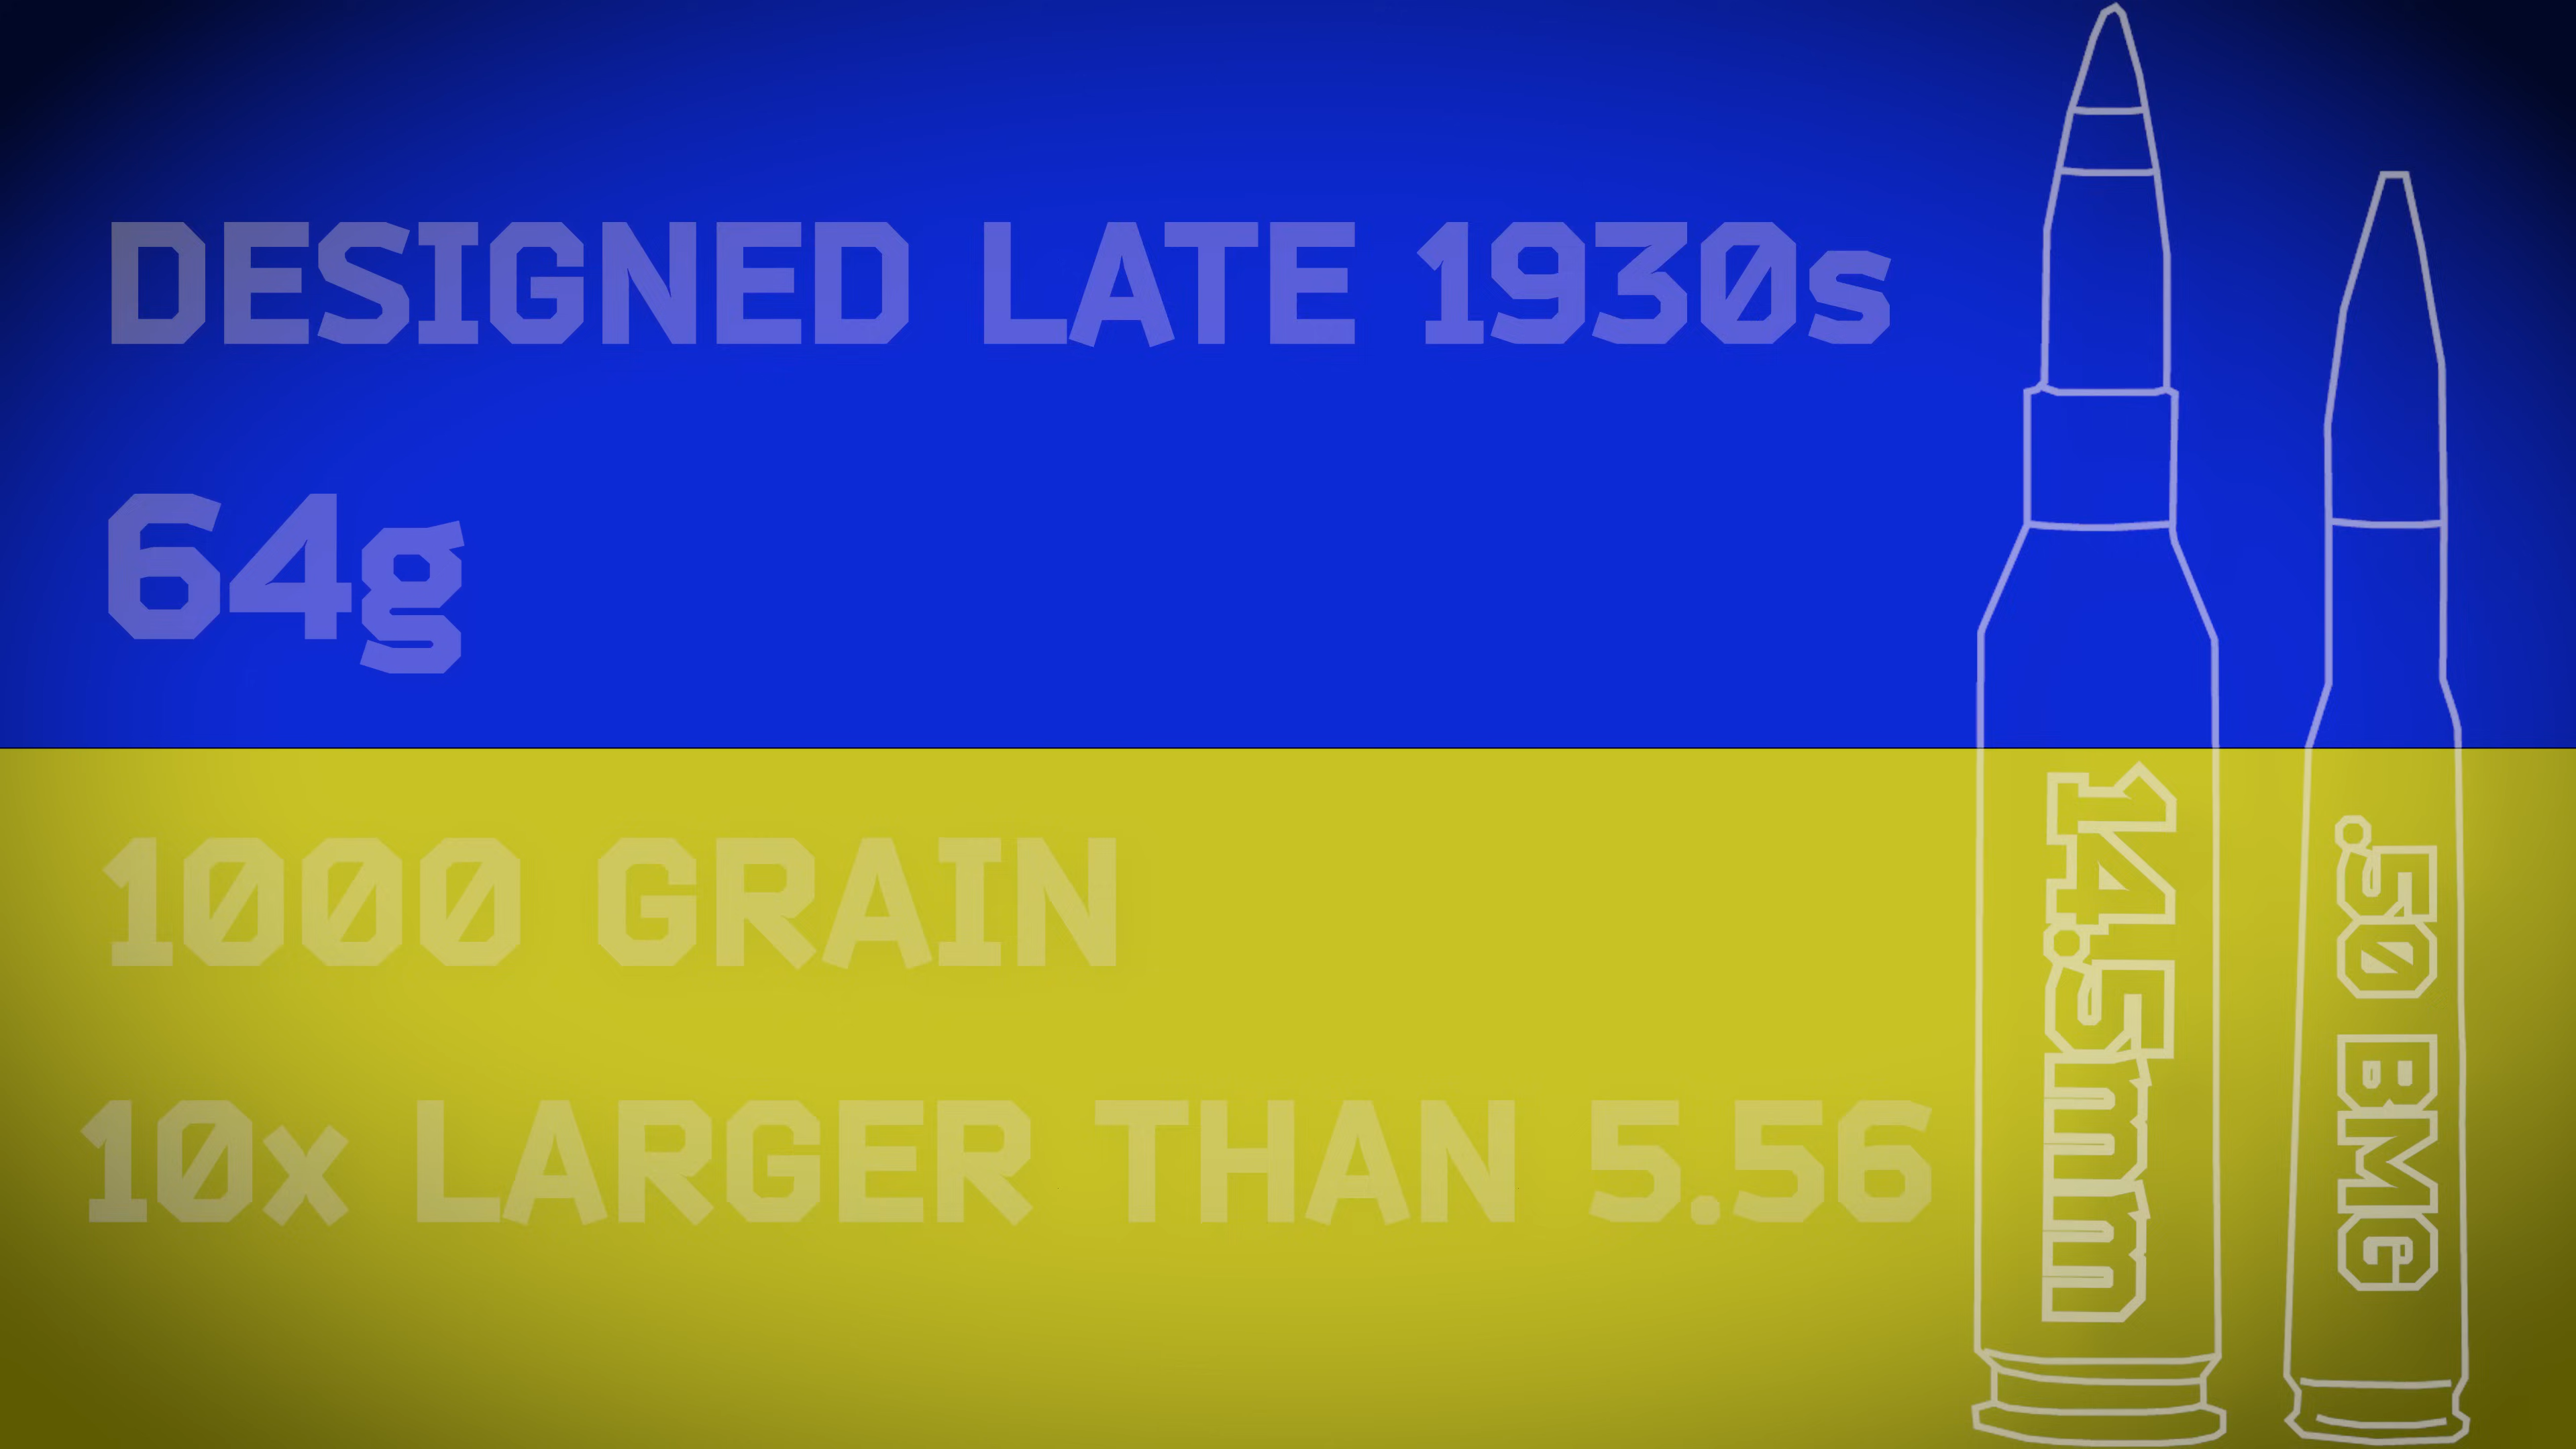 DESIGNED LATE 1930s
64g
1000 GRAIN
10x LARGER THAN 5.56
14.5mm
.50 BMG